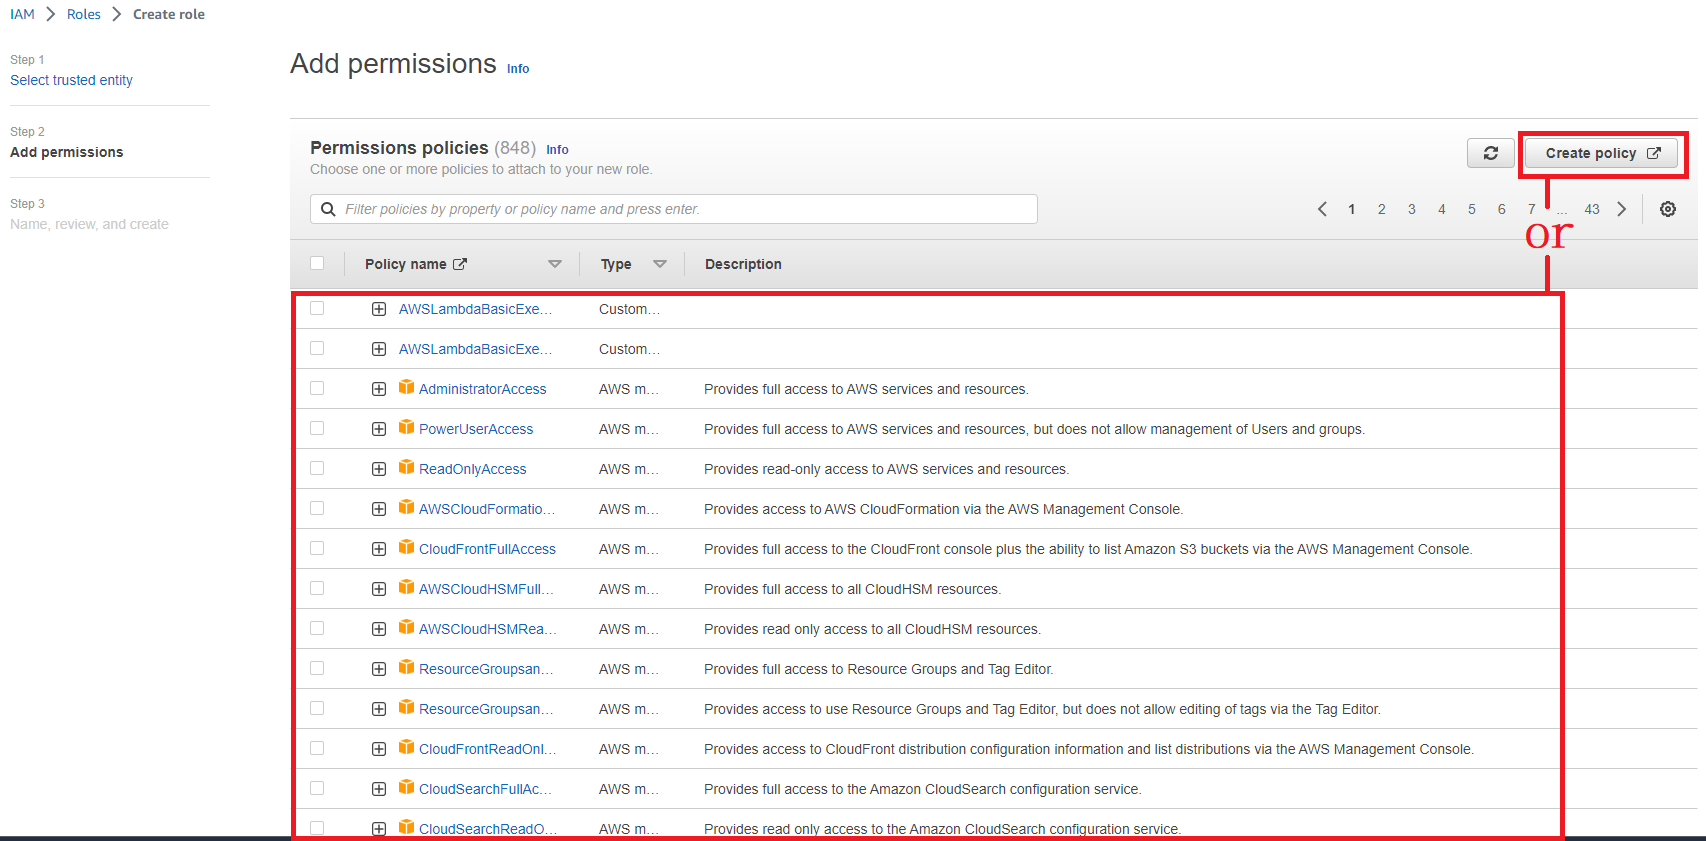 IAM > Roles > Create role
Step 1
Select trusted entity
Step 2
Add permissions
Step 3
Name, review, and create
Add permissions Info
Permissions policies (848) Info
Choose one or more policies to attach to your new role.
Create policy
Filter policies by property or policy name and press enter.
1 2 3 4 5 6 7 ... 43
or
Policy name Type Description
AWSLambdaBasicExe... Custom...
AWSLambdaBasicExe... Custom...
AdministratorAccess AWS m... Provides full access to AWS services and resources.
PowerUserAccess AWS m... Provides full access to AWS services and resources, but does not allow management of Users and groups.
ReadOnlyAccess AWS m... Provides read-only access to AWS services and resources.
AWSCloudFormatio... AWS m... Provides access to AWS CloudFormation via the AWS Management Console.
CloudFrontFullAccess AWS m... Provides full access to the CloudFront console plus the ability to list Amazon S3 buckets via the AWS Management Console.
AWSCloudHSMFull... AWS m... Provides full access to all CloudHSM resources.
AWSCloudHSMRea... AWS m... Provides read only access to all CloudHSM resources.
ResourceGroupsan... AWS m... Provides full access to Resource Groups and Tag Editor.
ResourceGroupsan... AWS m... Provides access to use Resource Groups and Tag Editor, but does not allow editing of tags via the Tag Editor.
CloudFrontReadOnl... AWS m... Provides access to CloudFront distribution configuration information and list distributions via the AWS Management Console.
CloudSearchFullAc... AWS m... Provides full access to the Amazon CloudSearch configuration service.
CloudSearchReadO... AWS m... Provides read only access to the Amazon CloudSearch configuration service.